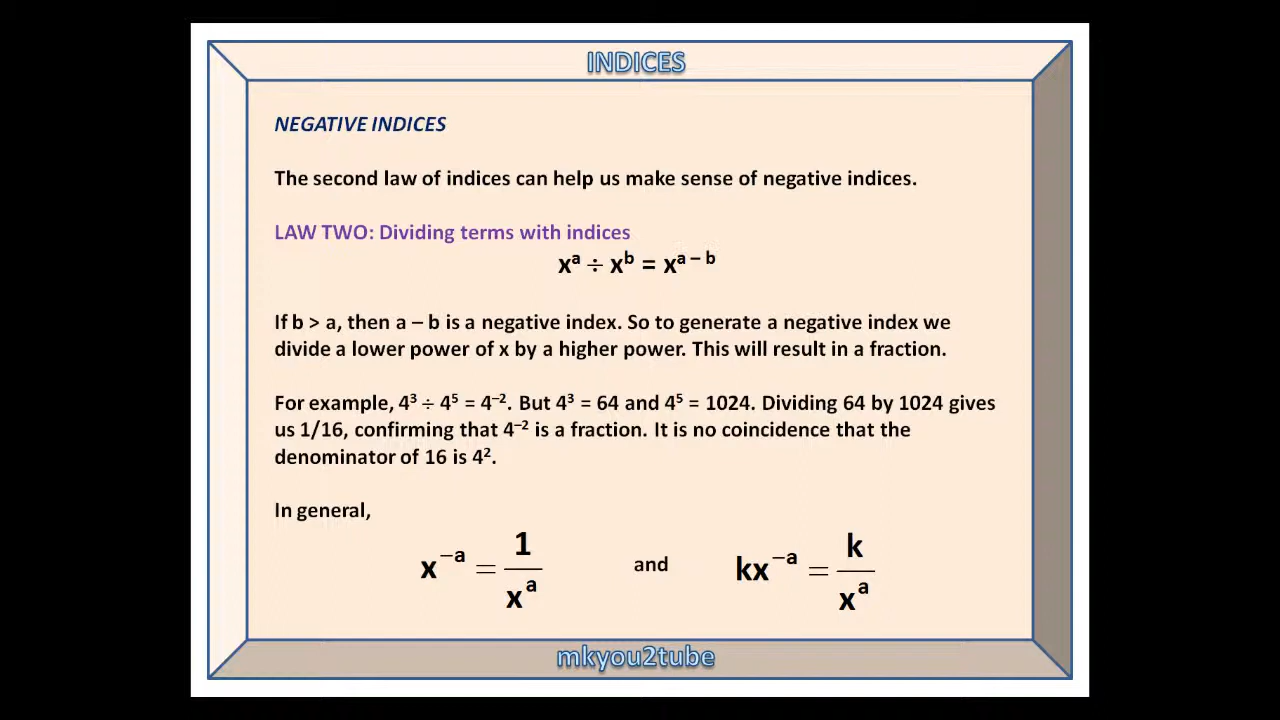 INDICES
NEGATIVE INDICES
The second law of indices can help us make sense of negative indices.
LAW TWO: Dividing terms with indices
xᵃ ÷ xᵇ = xᵃ ⁻ ᵇ
If b > a, then a – b is a negative index. So to generate a negative index we
divide a lower power of x by a higher power. This will result in a fraction.
For example, 4³ ÷ 4⁵ = 4⁻². But 4³ = 64 and 4⁵ = 1024. Dividing 64 by 1024 gives
us 1/16, confirming that 4⁻² is a fraction. It is no coincidence that the
denominator of 16 is 4².
In general,
x⁻ᵃ = 1/xᵃ and kx⁻ᵃ = k/xᵃ
mkyou2tube